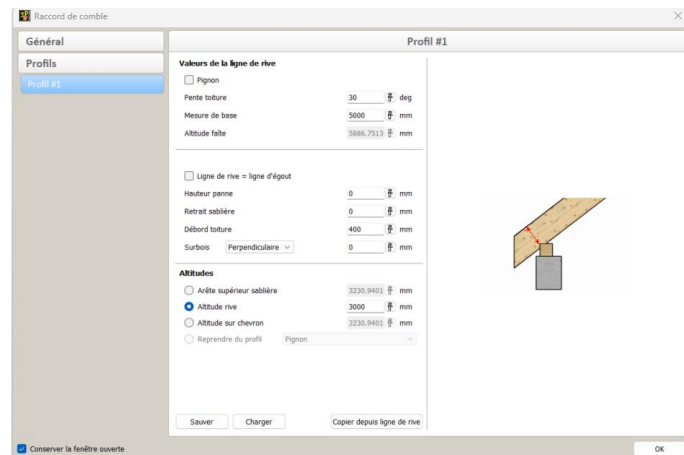 Raccord de comble
Général
Profils
Profil #1
Profil #1
Valeurs de la ligne de rive
Pignon
Pente toiture 30 deg
Mesure de base 5000 mm
Altitude faîte 5886.7513 mm
Ligne de rive = ligne d'égout
Hauteur panne 0 mm
Retrait sablière 0 mm
Débord toiture 400 mm
Surbois Perpendiculaire 0 mm
Altitudes
Arête supérieur sablière 3230.9401 mm
Altitude rive 3000 mm
Altitude sur chevron 3230.9401 mm
Reprendre du profil Pignon
Sauver Charger Copier depuis ligne de rive
Conserver la fenêtre ouverte OK